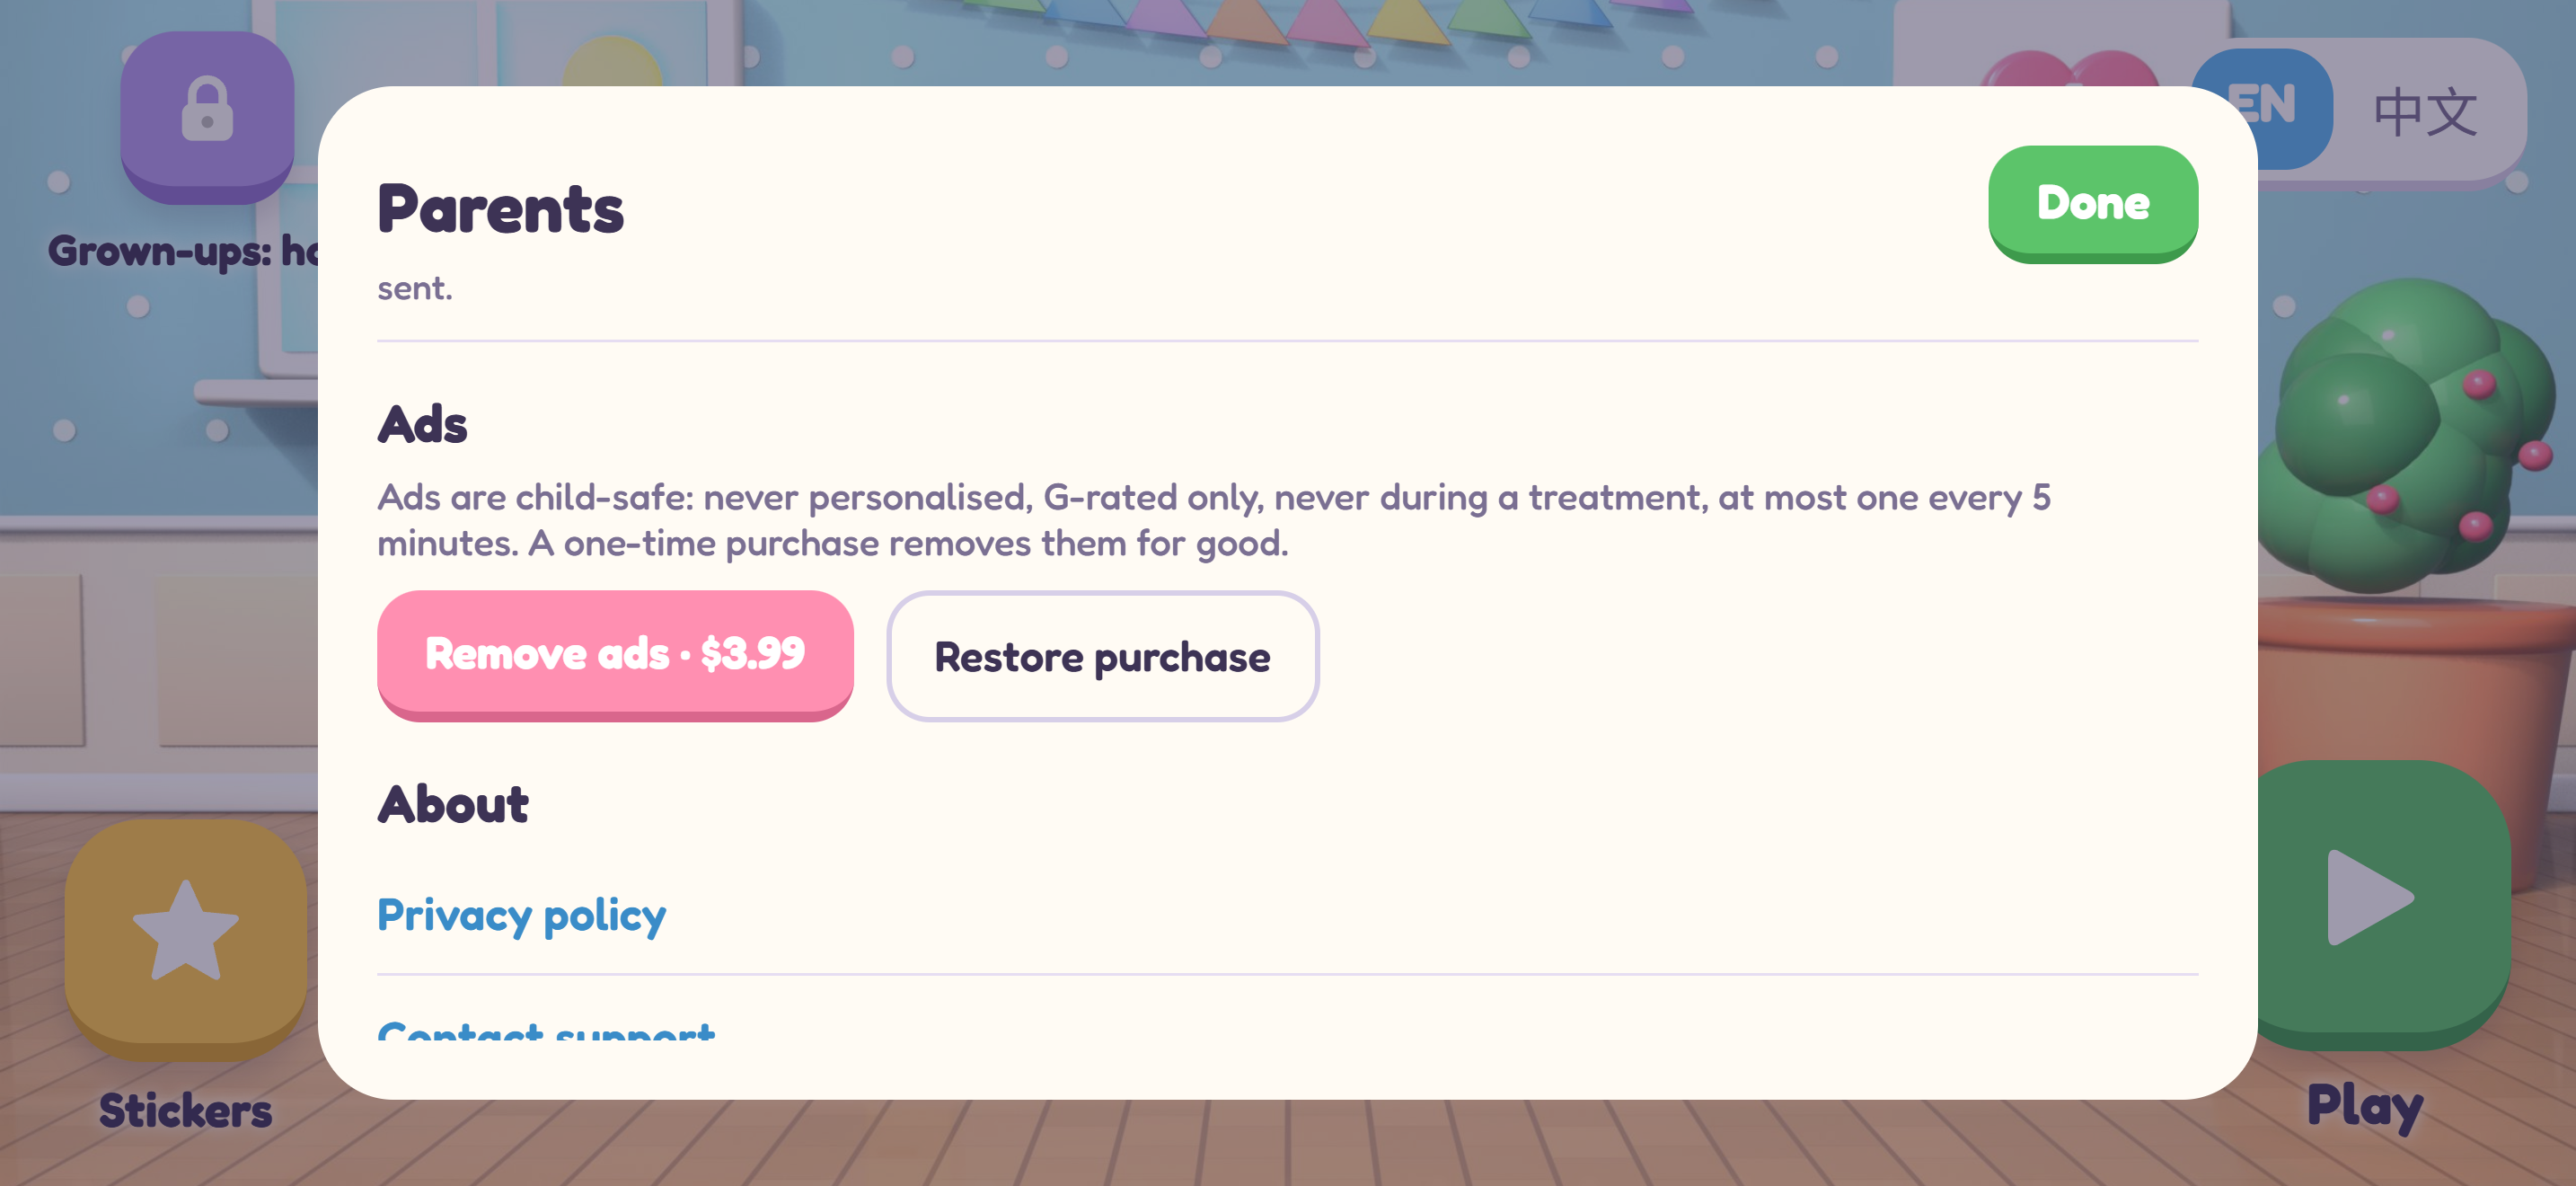 EN
中文
Grown-ups:
Parents
Done
sent.
Ads
Ads are child-safe: never personalised, G-rated only, never during a treatment, at most one every 5
minutes. A one-time purchase removes them for good.
Remove ads · $3.99
Restore purchase
About
Privacy policy
Contact support
Stickers
Play